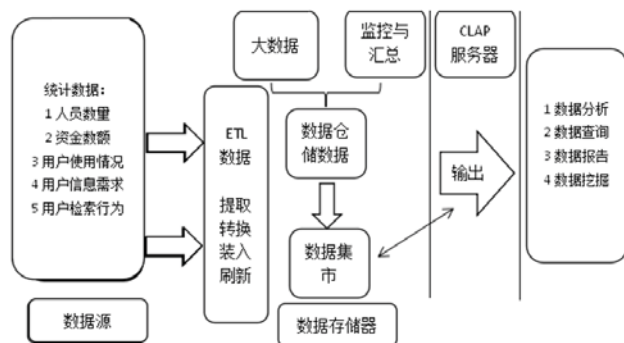 统计数据：
1 人员数量
2 资金数额
3 用户使用情况
4 用户信息需求
5 用户检索行为
数据源
ETL
数据
提取
转换
装入
刷新
大数据
监控与
汇总
数据仓
储数据
数据集
市
数据存储器
CLAP
服务器
输出
1 数据分析
2 数据查询
3 数据报告
4 数据挖掘